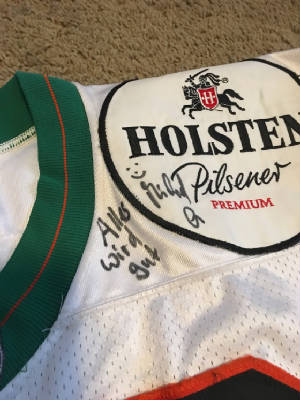 HOLSTEN
Pilsener
PREMIUM
Alles
wird
gut